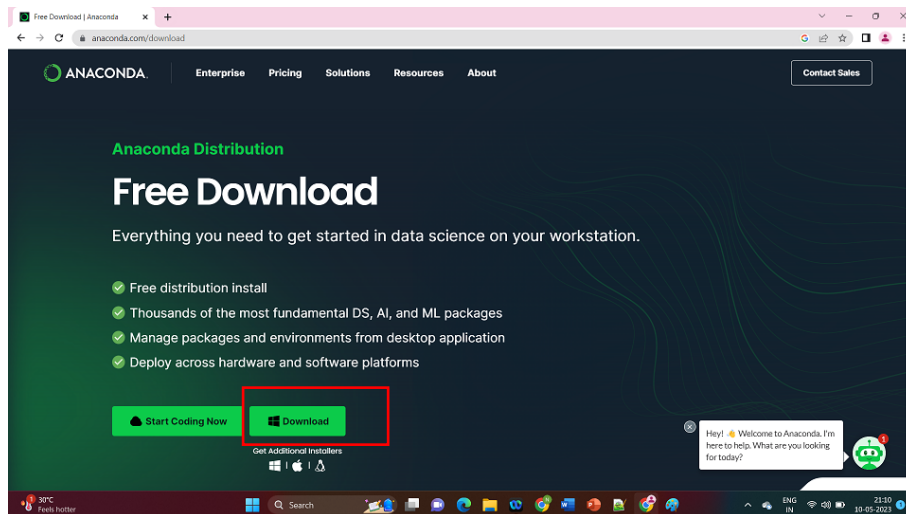 Free Download | Anaconda
anaconda.com/download
ANACONDA.
Enterprise
Pricing
Solutions
Resources
About
Contact Sales
Anaconda Distribution
Free Download
Everything you need to get started in data science on your workstation.
Free distribution install
Thousands of the most fundamental DS, AI, and ML packages
Manage packages and environments from desktop application
Deploy across hardware and software platforms
Start Coding Now
Download
Get Additional Installers
Hey! 👋 Welcome to Anaconda. I'm
here to help. What are you looking
for today?
1
1
30°C
Feels hotter
Search
ENG
IN
21:10
10-05-2023